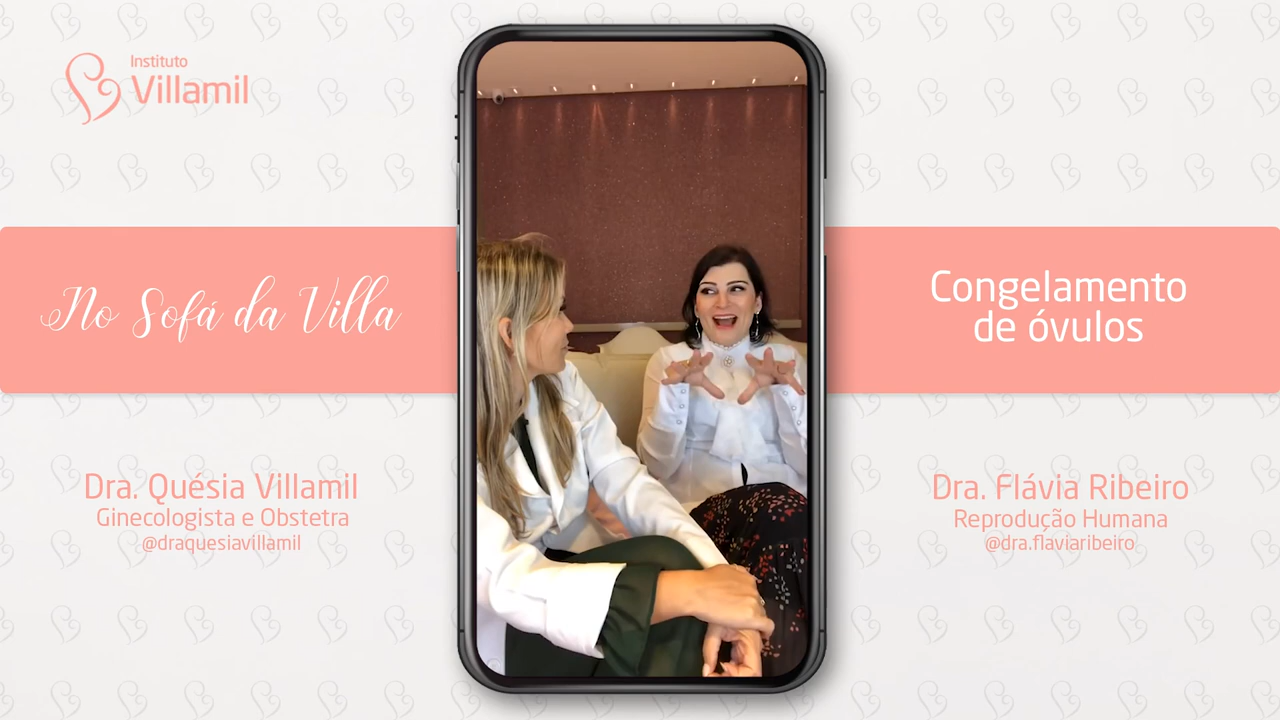 Instituto
Villamil
No Sofá da Villa
Congelamento
de óvulos
Dra. Quésia Villamil
Ginecologista e Obstetra
@draquesiavillamil
Dra. Flávia Ribeiro
Reprodução Humana
@dra.flaviaribeiro